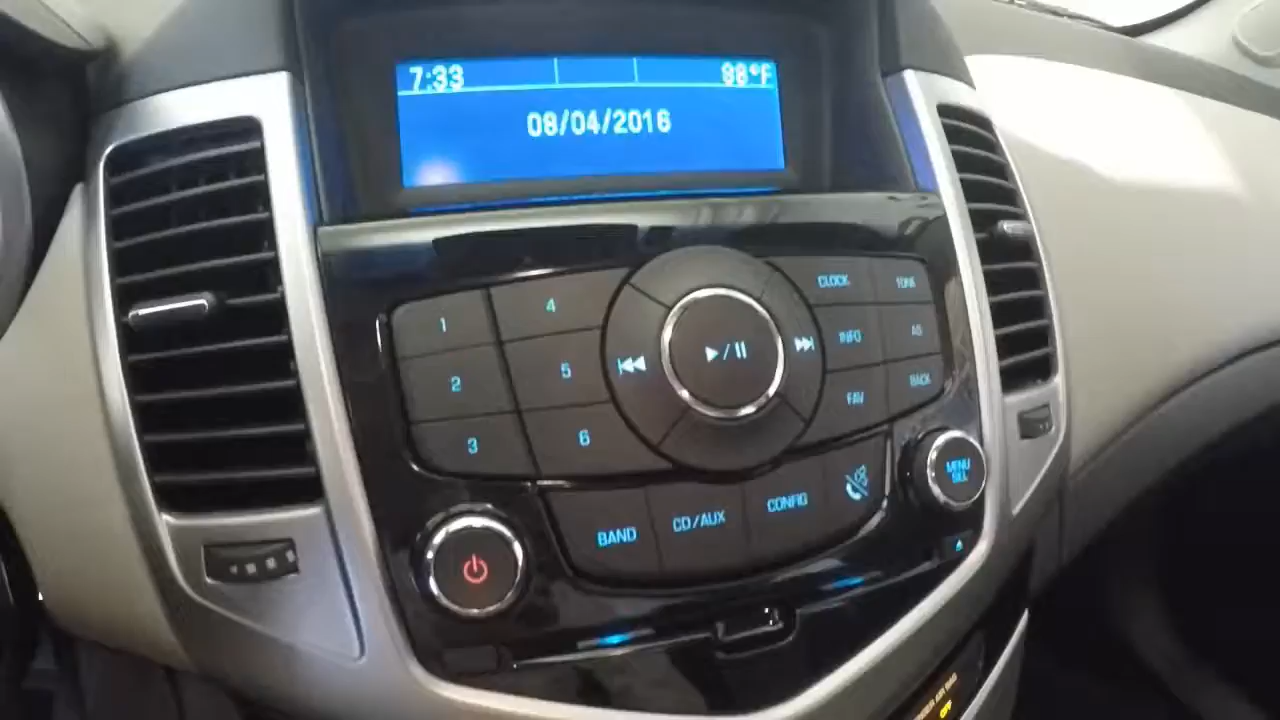 7:33
98°F
08/04/2016
1
4
2
5
3
6
CLOCK
TONE
INFO
AS
FAV
BACK
BAND
CD/AUX
CONFIG
MENU
SEL
OFF